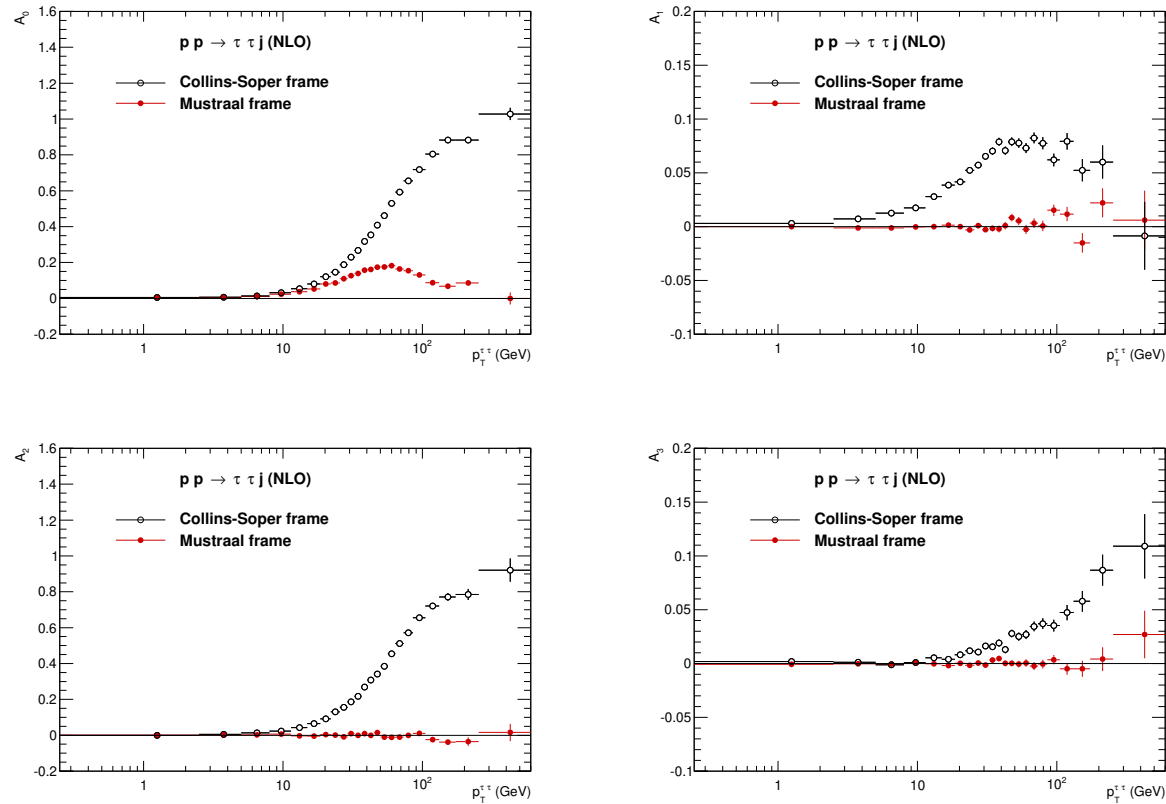 A₀
1.6
p p → τ τ j (NLO)
1.4
1.2
Collins-Soper frame
Mustraal frame
1
0.8
0.6
0.4
0.2
0
-0.2
1
10
10²
p_T^{ττ} (GeV)
A₁
0.2
p p → τ τ j (NLO)
0.15
Collins-Soper frame
Mustraal frame
0.1
0.05
0
-0.05
-0.1
1
10
10²
p_T^{ττ} (GeV)
A₂
1.6
p p → τ τ j (NLO)
1.4
1.2
Collins-Soper frame
Mustraal frame
1
0.8
0.6
0.4
0.2
0
-0.2
1
10
10²
p_T^{ττ} (GeV)
A₃
0.2
p p → τ τ j (NLO)
0.15
Collins-Soper frame
Mustraal frame
0.1
0.05
0
-0.05
-0.1
1
10
10²
p_T^{ττ} (GeV)